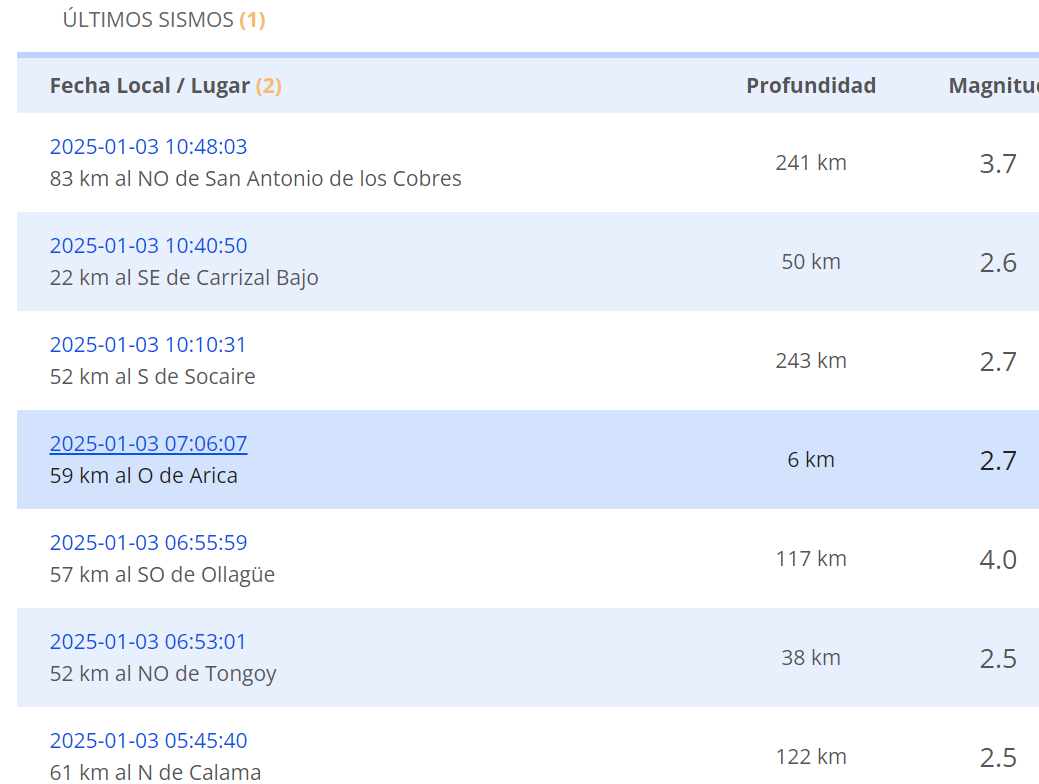 ÚLTIMOS SISMOS (1)
Fecha Local / Lugar (2) Profundidad Magnitu
2025-01-03 10:48:03
83 km al NO de San Antonio de los Cobres 241 km 3.7
2025-01-03 10:40:50
22 km al SE de Carrizal Bajo 50 km 2.6
2025-01-03 10:10:31
52 km al S de Socaire 243 km 2.7
2025-01-03 07:06:07
59 km al O de Arica 6 km 2.7
2025-01-03 06:55:59
57 km al SO de Ollagüe 117 km 4.0
2025-01-03 06:53:01
52 km al NO de Tongoy 38 km 2.5
2025-01-03 05:45:40
61 km al N de Calama 122 km 2.5